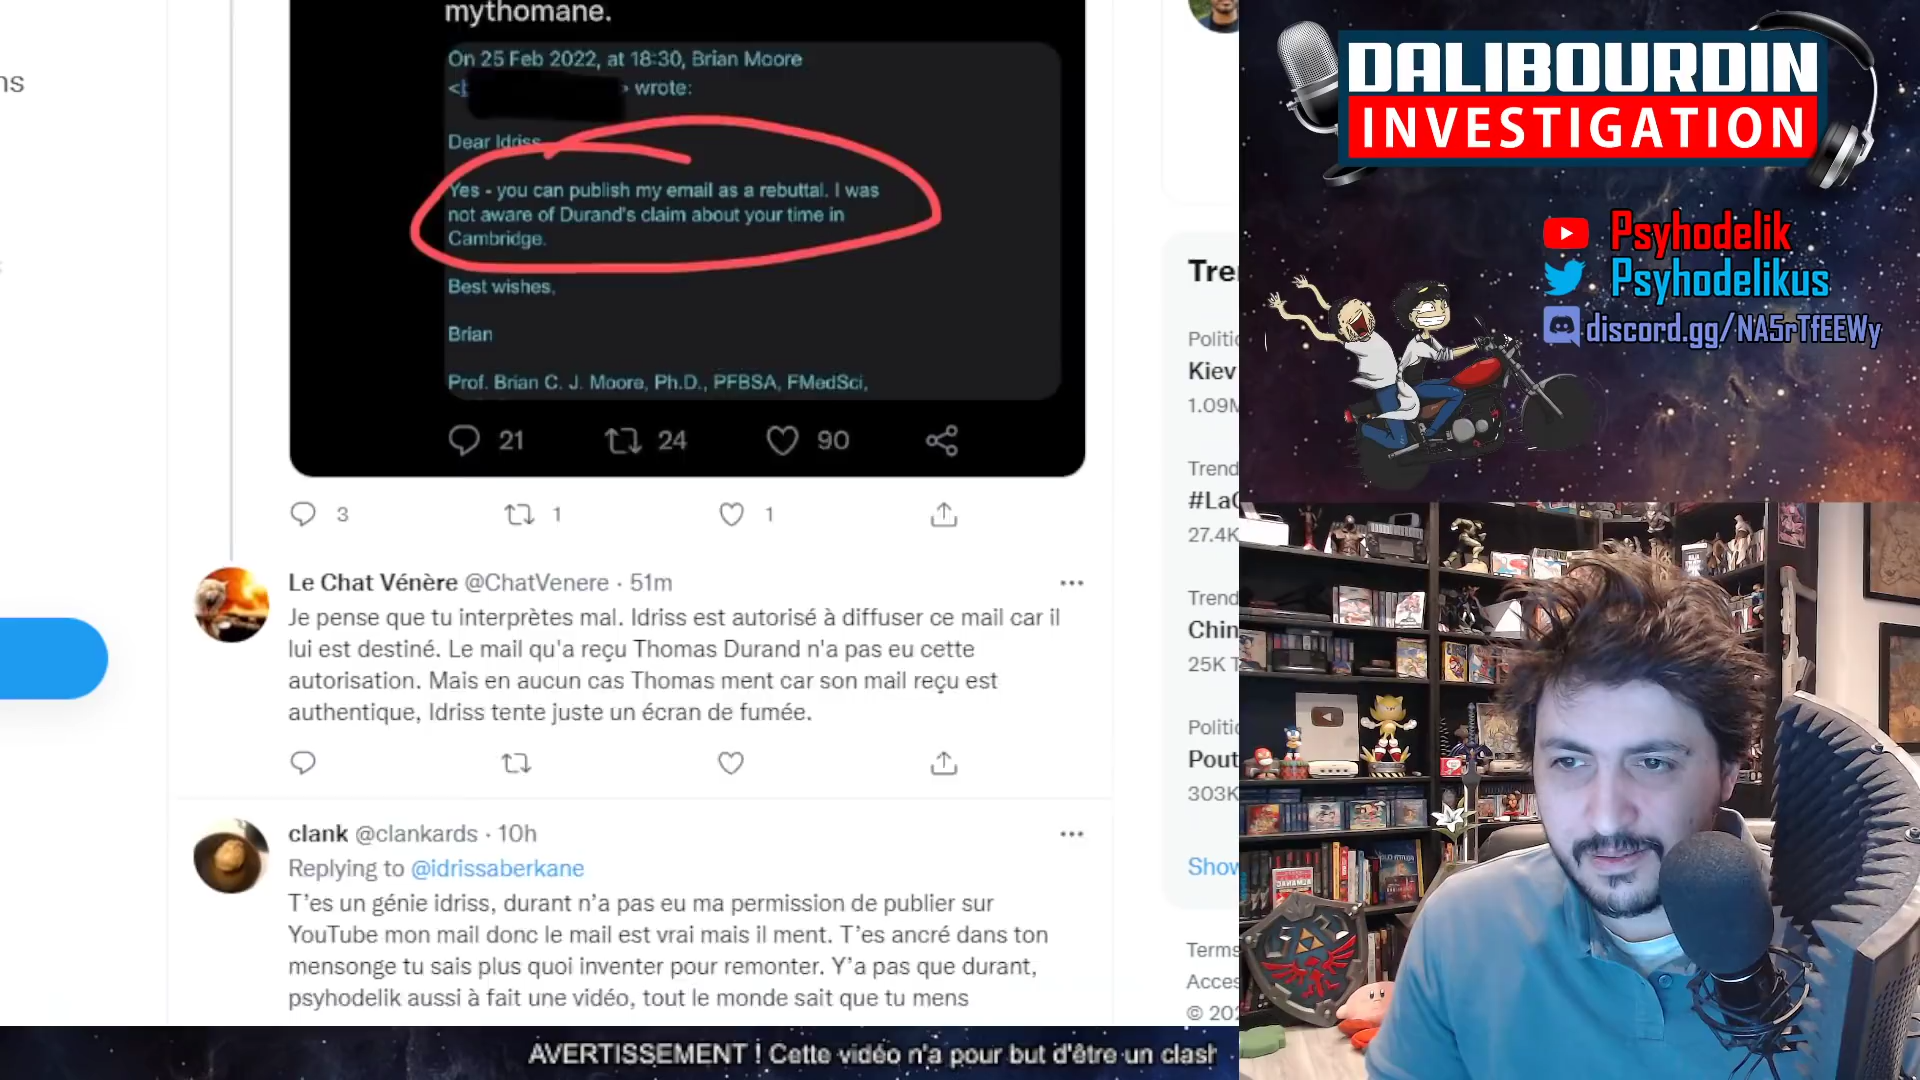 mythomane.
On 25 Feb 2022, at 18:30, Brian Moore
> wrote:
Dear Idriss
Yes - you can publish my email as a rebuttal. I was
not aware of Durand's claim about your time in
Cambridge.
Best wishes,
Brian
Prof. Brian C. J. Moore, Ph.D., PFBSA, FMedSci,
21 24 90
3 1 1
Le Chat Vénère @ChatVenere · 51m
Je pense que tu interprètes mal. Idriss est autorisé à diffuser ce mail car il
lui est destiné. Le mail qu'a reçu Thomas Durand n'a pas eu cette
autorisation. Mais en aucun cas Thomas ment car son mail reçu est
authentique, Idriss tente juste un écran de fumée.
clank @clankards · 10h
Replying to @idrissaberkane
T'es un génie idriss, durant n'a pas eu ma permission de publier sur
YouTube mon mail donc le mail est vrai mais il ment. T'es ancré dans ton
mensonge tu sais plus quoi inventer pour remonter. Y'a pas que durant,
psyhodelik aussi à fait une vidéo, tout le monde sait que tu mens
ns
Tre
Politi
Kiev
1.09M
Trend
#LaC
27.4K
Trend
Chin
25K T
Politi
Pout
303K
Show
Terms
Acces
© 202
DALIBOURDIN
INVESTIGATION
Psyhodelik
Psyhodelikus
discord.gg/NA5rTfEEWy
AVERTISSEMENT ! Cette vidéo n'a pour but d'être un clash